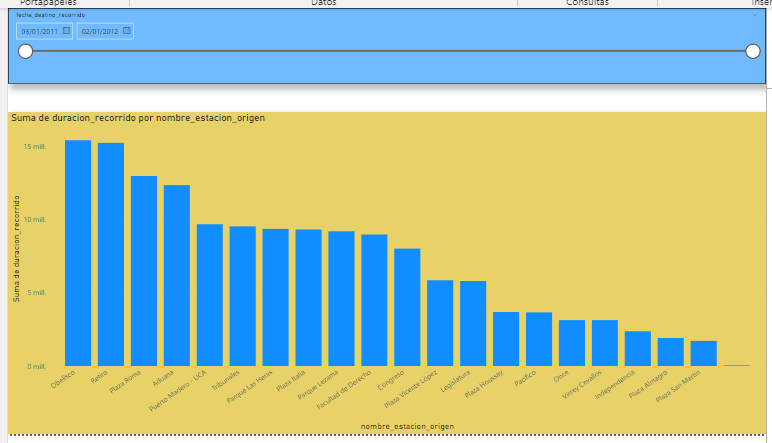 Portapapeles
Datos
Consultas
Inser
fecha_destino_recorrido
03/01/2011
02/01/2012
Suma de duracion_recorrido por nombre_estacion_origen
Suma de duracion_recorrido
15 mill.
10 mill.
5 mill.
0 mill.
Obelisco
Retiro
Plaza Roma
Aduana
Puerto Madero - UCA
Tribunales
Parque Las Heras
Plaza Italia
Parque Lezama
Facultad de Derecho
Congreso
Plaza Vicente López
Legislatura
Plaza Houssay
Pacífico
Once
Virrey Cevallos
Independencia
Plaza Almagro
Plaza San Martín
nombre_estacion_origen